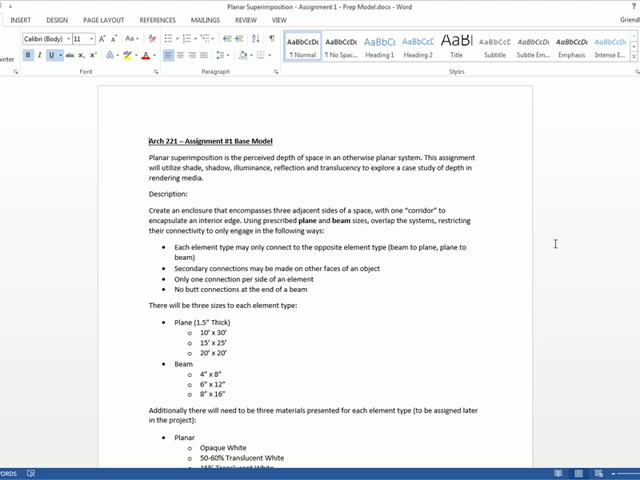 Planar Superimposition - Assignment 1 - Prep Model.docx - Word
INSERT DESIGN PAGE LAYOUT REFERENCES MAILINGS REVIEW VIEW
Calibri (Body) 11
AaBbCcDc AaBbCcDc AaBbCc AaBbCcC AaBl AaBbCcC AaBbCcDc AaBbCcDc AaBbCcDc
¶ Normal ¶ No Spac... Heading 1 Heading 2 Title Subtitle Subtle Em... Emphasis Intense E...
Font Paragraph Styles
Arch 221 – Assignment #1 Base Model
Planar superimposition is the perceived depth of space in an otherwise planar system. This assignment
will utilize shade, shadow, illuminance, reflection and translucency to explore a case study of depth in
rendering media.
Description:
Create an enclosure that encompasses three adjacent sides of a space, with one “corridor” to
encapsulate an interior edge. Using prescribed plane and beam sizes, overlap the systems, restricting
their connectivity to only engage in the following ways:
• Each element type may only connect to the opposite element type (beam to plane, plane to
beam)
• Secondary connections may be made on other faces of an object
• Only one connection per side of an element
• No butt connections at the end of a beam
There will be three sizes to each element type:
• Plane (1.5” Thick)
o 10’ x 30’
o 15’ x 25’
o 20’ x 20’
• Beam
o 4” x 8”
o 6” x 12”
o 8” x 16”
Additionally there will need to be three materials presented for each element type (to be assigned later
in the project):
• Planar
o Opaque White
o 50-60% Translucent White
o 15% Translucent White